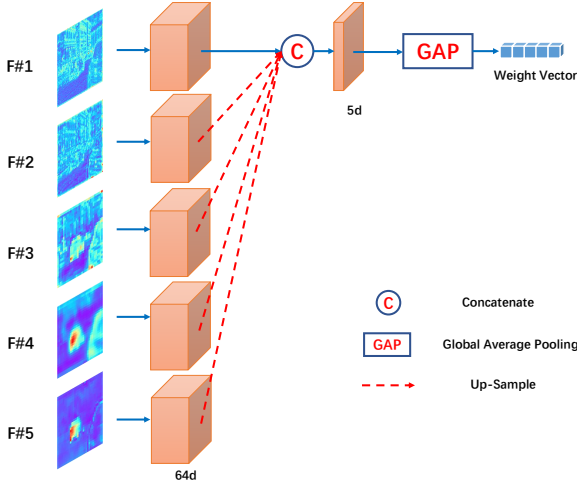 F#1
C
GAP
Weight Vector
5d
F#2
F#3
C
Concatenate
F#4
GAP
Global Average Pooling
Up-Sample
F#5
64d